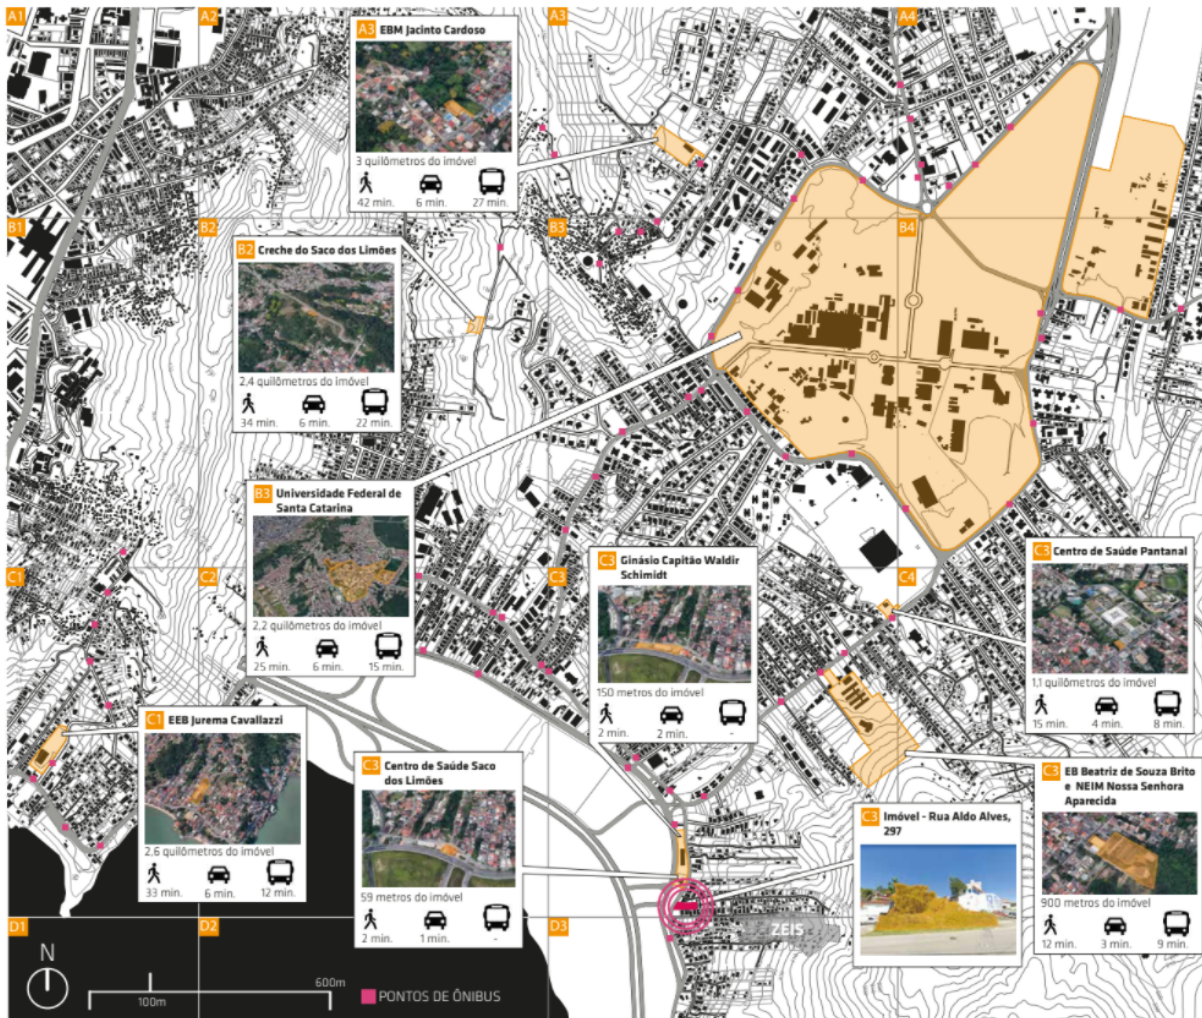 A1
A2
A3
A4
A3 EBM Jacinto Cardoso
3 quilômetros do imóvel
42 min.
6 min.
27 min.
B1
B2
B3
B4
B2 Creche do Saco dos Limões
2,4 quilômetros do imóvel
34 min.
6 min.
22 min.
B3 Universidade Federal de
Santa Catarina
2,2 quilômetros do imóvel
25 min.
6 min.
15 min.
C1
C2
C3
C4
C3 Ginásio Capitão Waldir
Schimidt
150 metros do imóvel
2 min.
2 min.
-
C3 Centro de Saúde Pantanal
1,1 quilômetros do imóvel
15 min.
4 min.
8 min.
C1 EEB Jurema Cavallazzi
2,6 quilômetros do imóvel
33 min.
6 min.
12 min.
C3 Centro de Saúde Saco
dos Limões
59 metros do imóvel
2 min.
1 min.
-
C3 Imóvel - Rua Aldo Alves,
297
C3 EB Beatriz de Souza Brito
e NEIM Nossa Senhora
Aparecida
900 metros do imóvel
12 min.
3 min.
9 min.
D1
D2
D3
ZEIS
N
100m
600m
PONTOS DE ÔNIBUS